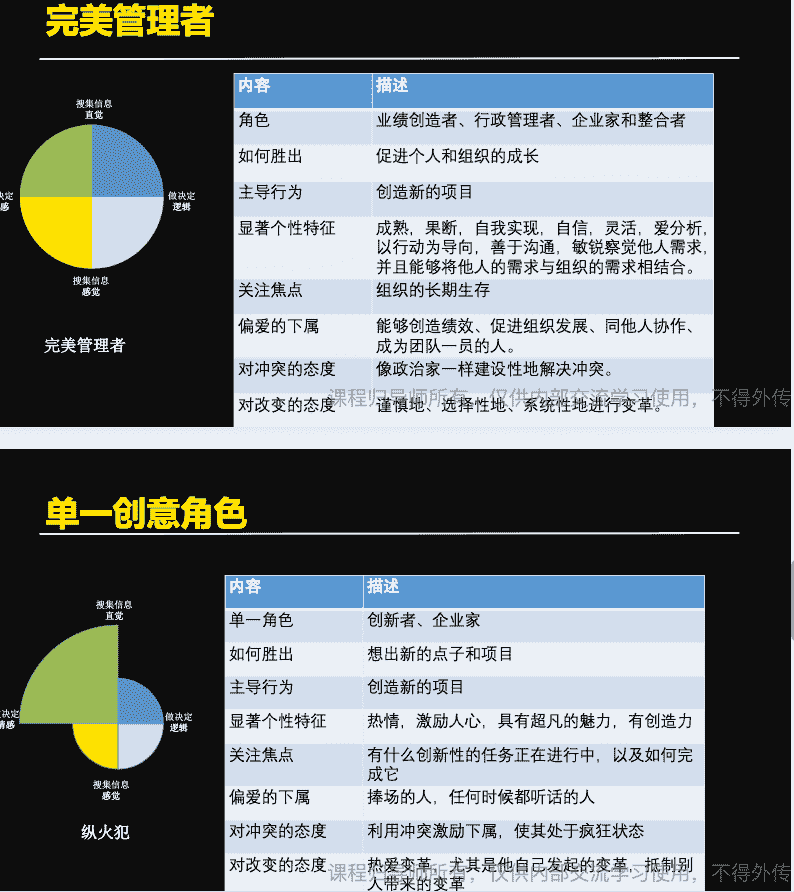 完美管理者
搜集信息
直觉
决定
感
做决定
逻辑
搜集信息
感觉
完美管理者
内容 描述
角色 业绩创造者、行政管理者、企业家和整合者
如何胜出 促进个人和组织的成长
主导行为 创造新的项目
显著个性特征 成熟，果断，自我实现，自信，灵活，爱分析，
以行动为导向，善于沟通，敏锐察觉他人需求，
并且能够将他人的需求与组织的需求相结合。
关注焦点 组织的长期生存
偏爱的下属 能够创造绩效、促进组织发展、同他人协作、
成为团队一员的人。
对冲突的态度 像政治家一样建设性地解决冲突。
对改变的态度 谨慎地、选择性地、系统性地进行变革。
课程归导师所有，仅供内部交流学习使用，不得外传
单一创意角色
搜集信息
直觉
决定
情感
做决定
逻辑
搜集信息
感觉
纵火犯
内容 描述
单一角色 创新者、企业家
如何胜出 想出新的点子和项目
主导行为 创造新的项目
显著个性特征 热情，激励人心，具有超凡的魅力，有创造力
关注焦点 有什么创新性的任务正在进行中，以及如何完
成它
偏爱的下属 捧场的人，任何时候都听话的人
对冲突的态度 利用冲突激励下属，使其处于疯狂状态
对改变的态度 热爱变革，尤其是他自己发起的变革，抵制别
人带来的变革
课程归导师所有，仅供内部交流学习使用，不得外传